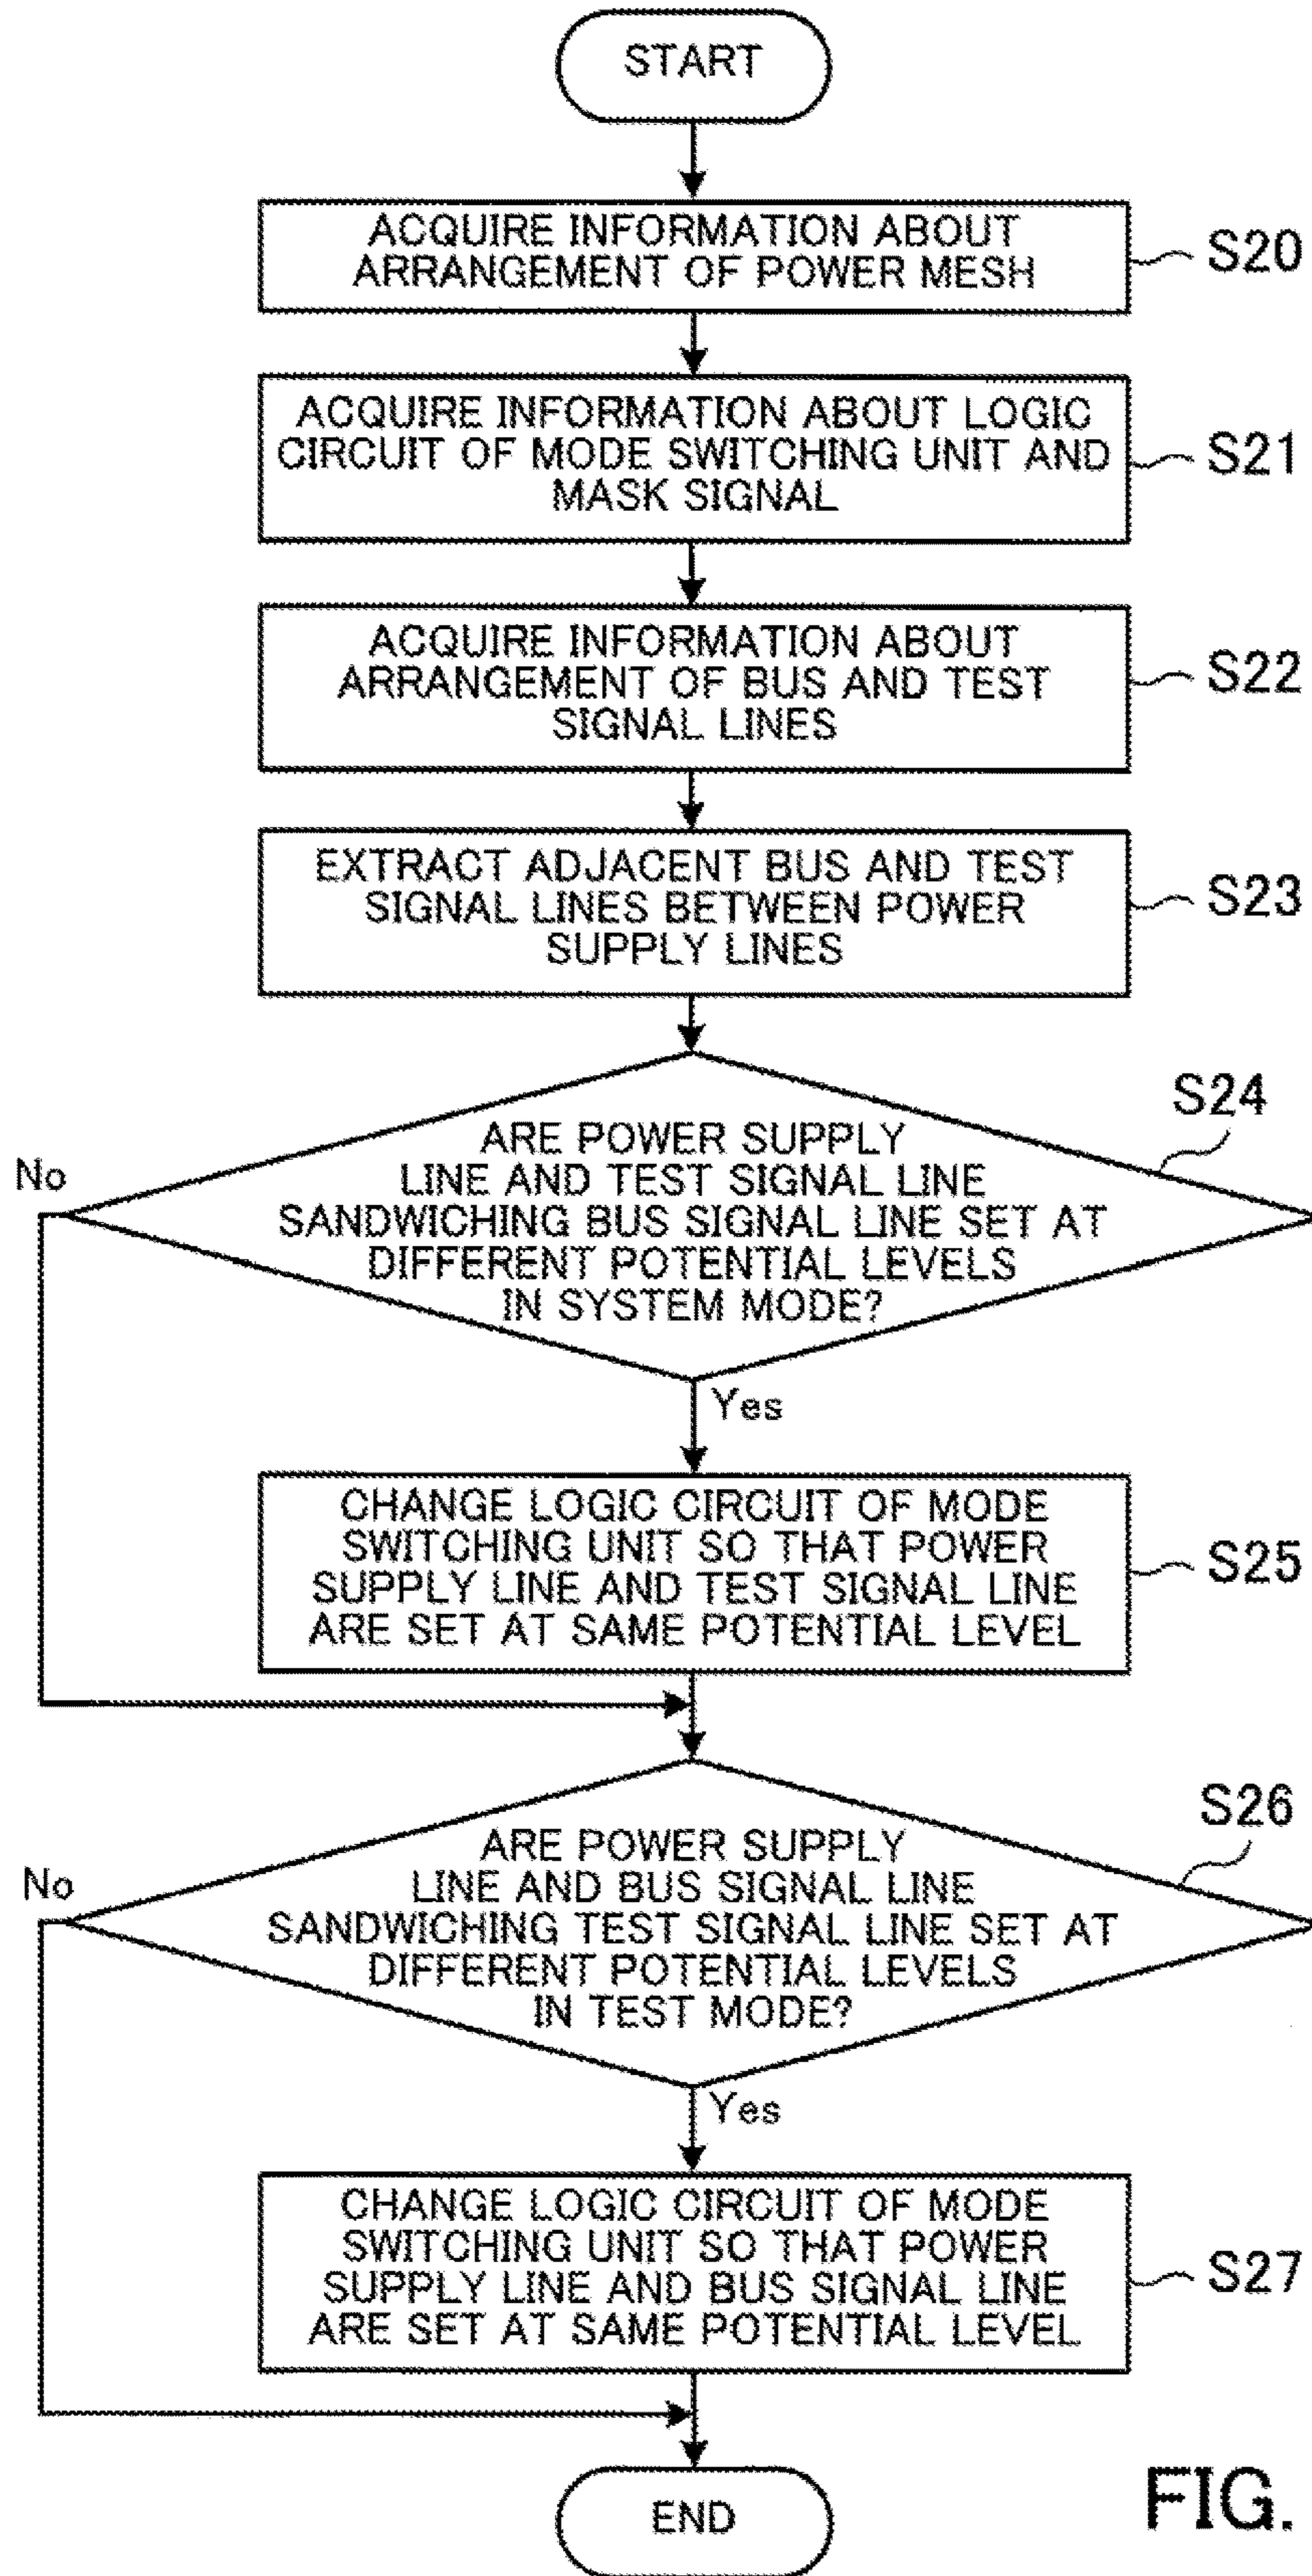 START
ACQUIRE INFORMATION ABOUT
ARRANGEMENT OF POWER MESH
S20
ACQUIRE INFORMATION ABOUT LOGIC
CIRCUIT OF MODE SWITCHING UNIT AND
MASK SIGNAL
S21
ACQUIRE INFORMATION ABOUT
ARRANGEMENT OF BUS AND TEST
SIGNAL LINES
S22
EXTRACT ADJACENT BUS AND TEST
SIGNAL LINES BETWEEN POWER
SUPPLY LINES
S23
S24
ARE POWER SUPPLY
LINE AND TEST SIGNAL LINE
SANDWICHING BUS SIGNAL LINE SET AT
DIFFERENT POTENTIAL LEVELS
IN SYSTEM MODE?
No
Yes
CHANGE LOGIC CIRCUIT OF MODE
SWITCHING UNIT SO THAT POWER
SUPPLY LINE AND TEST SIGNAL LINE
ARE SET AT SAME POTENTIAL LEVEL
S25
S26
ARE POWER SUPPLY
LINE AND BUS SIGNAL LINE
SANDWICHING TEST SIGNAL LINE SET AT
DIFFERENT POTENTIAL LEVELS
IN TEST MODE?
No
Yes
CHANGE LOGIC CIRCUIT OF MODE
SWITCHING UNIT SO THAT POWER
SUPPLY LINE AND BUS SIGNAL LINE
ARE SET AT SAME POTENTIAL LEVEL
S27
END
FIG.